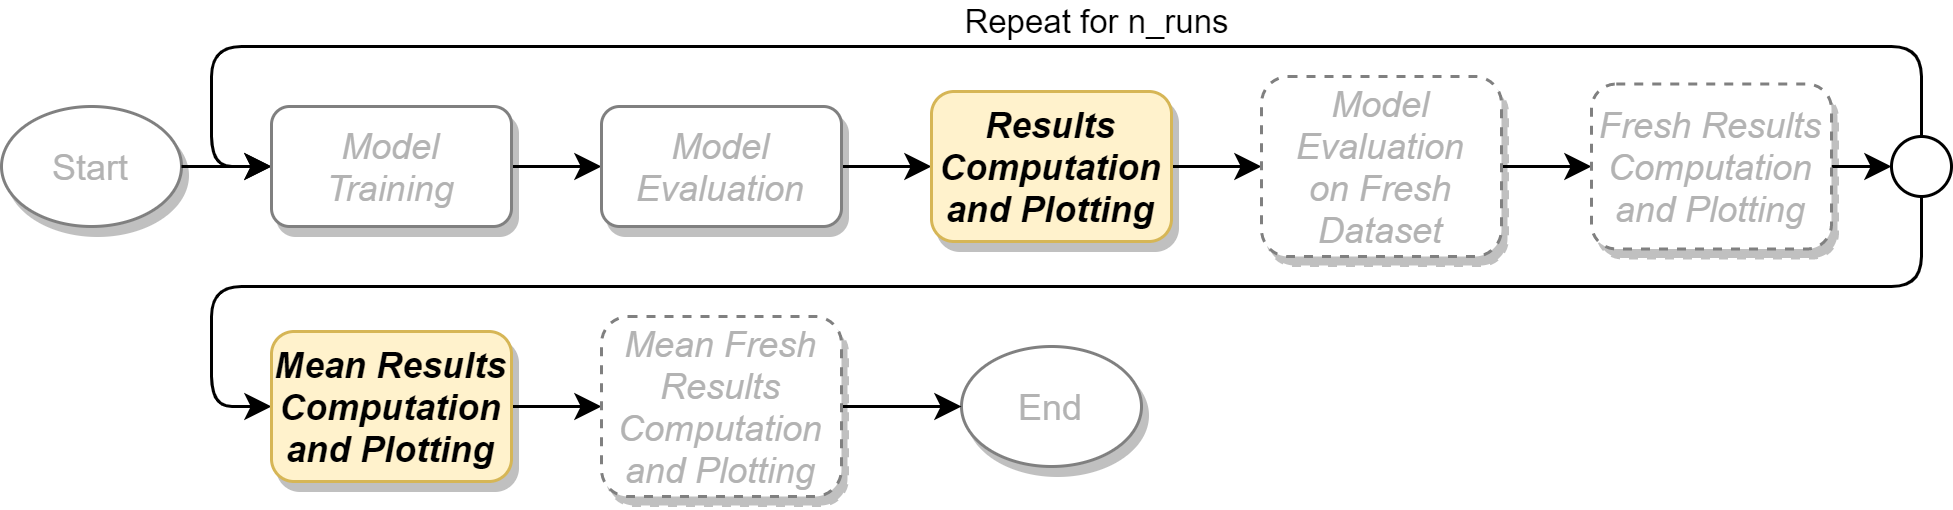 Repeat for n_runs
Start
Model
Training
Model
Evaluation
Results
Computation
and Plotting
Model
Evaluation
on Fresh
Dataset
Fresh Results
Computation
and Plotting
Mean Results
Computation
and Plotting
Mean Fresh
Results
Computation
and Plotting
End